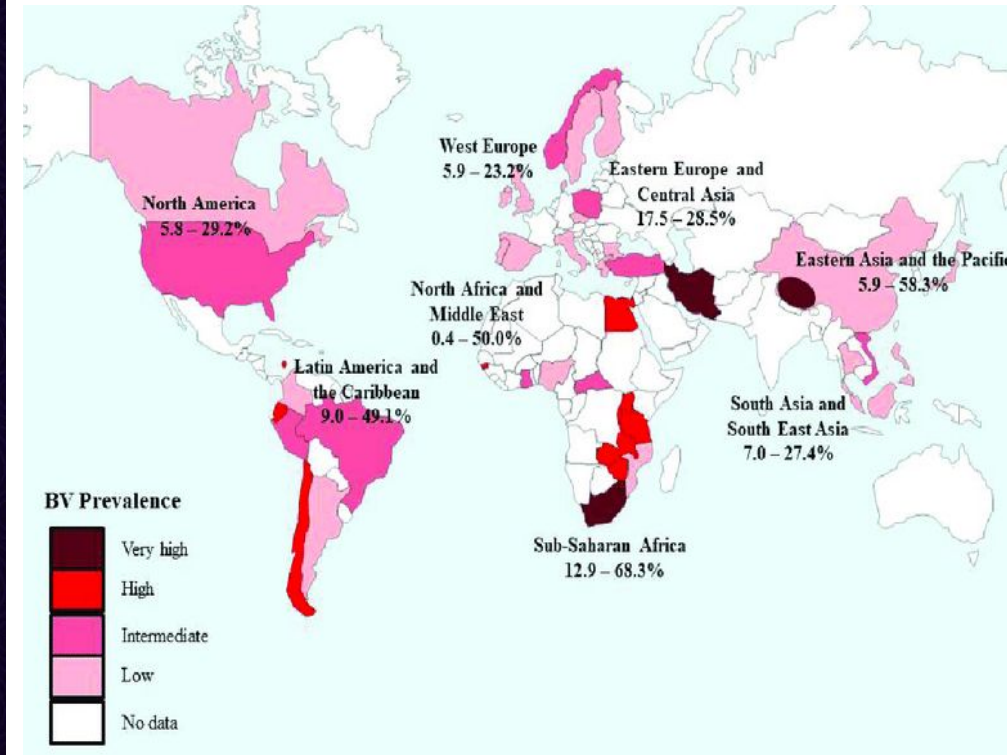 West Europe
5.9 – 23.2%
Eastern Europe and
Central Asia
17.5 – 28.5%
North America
5.8 – 29.2%
Eastern Asia and the Pacific
5.9 – 58.3%
North Africa and
Middle East
0.4 – 50.0%
Latin America and
the Caribbean
9.0 – 49.1%
South Asia and
South East Asia
7.0 – 27.4%
Sub-Saharan Africa
12.9 – 68.3%
BV Prevalence
Very high
High
Intermediate
Low
No data